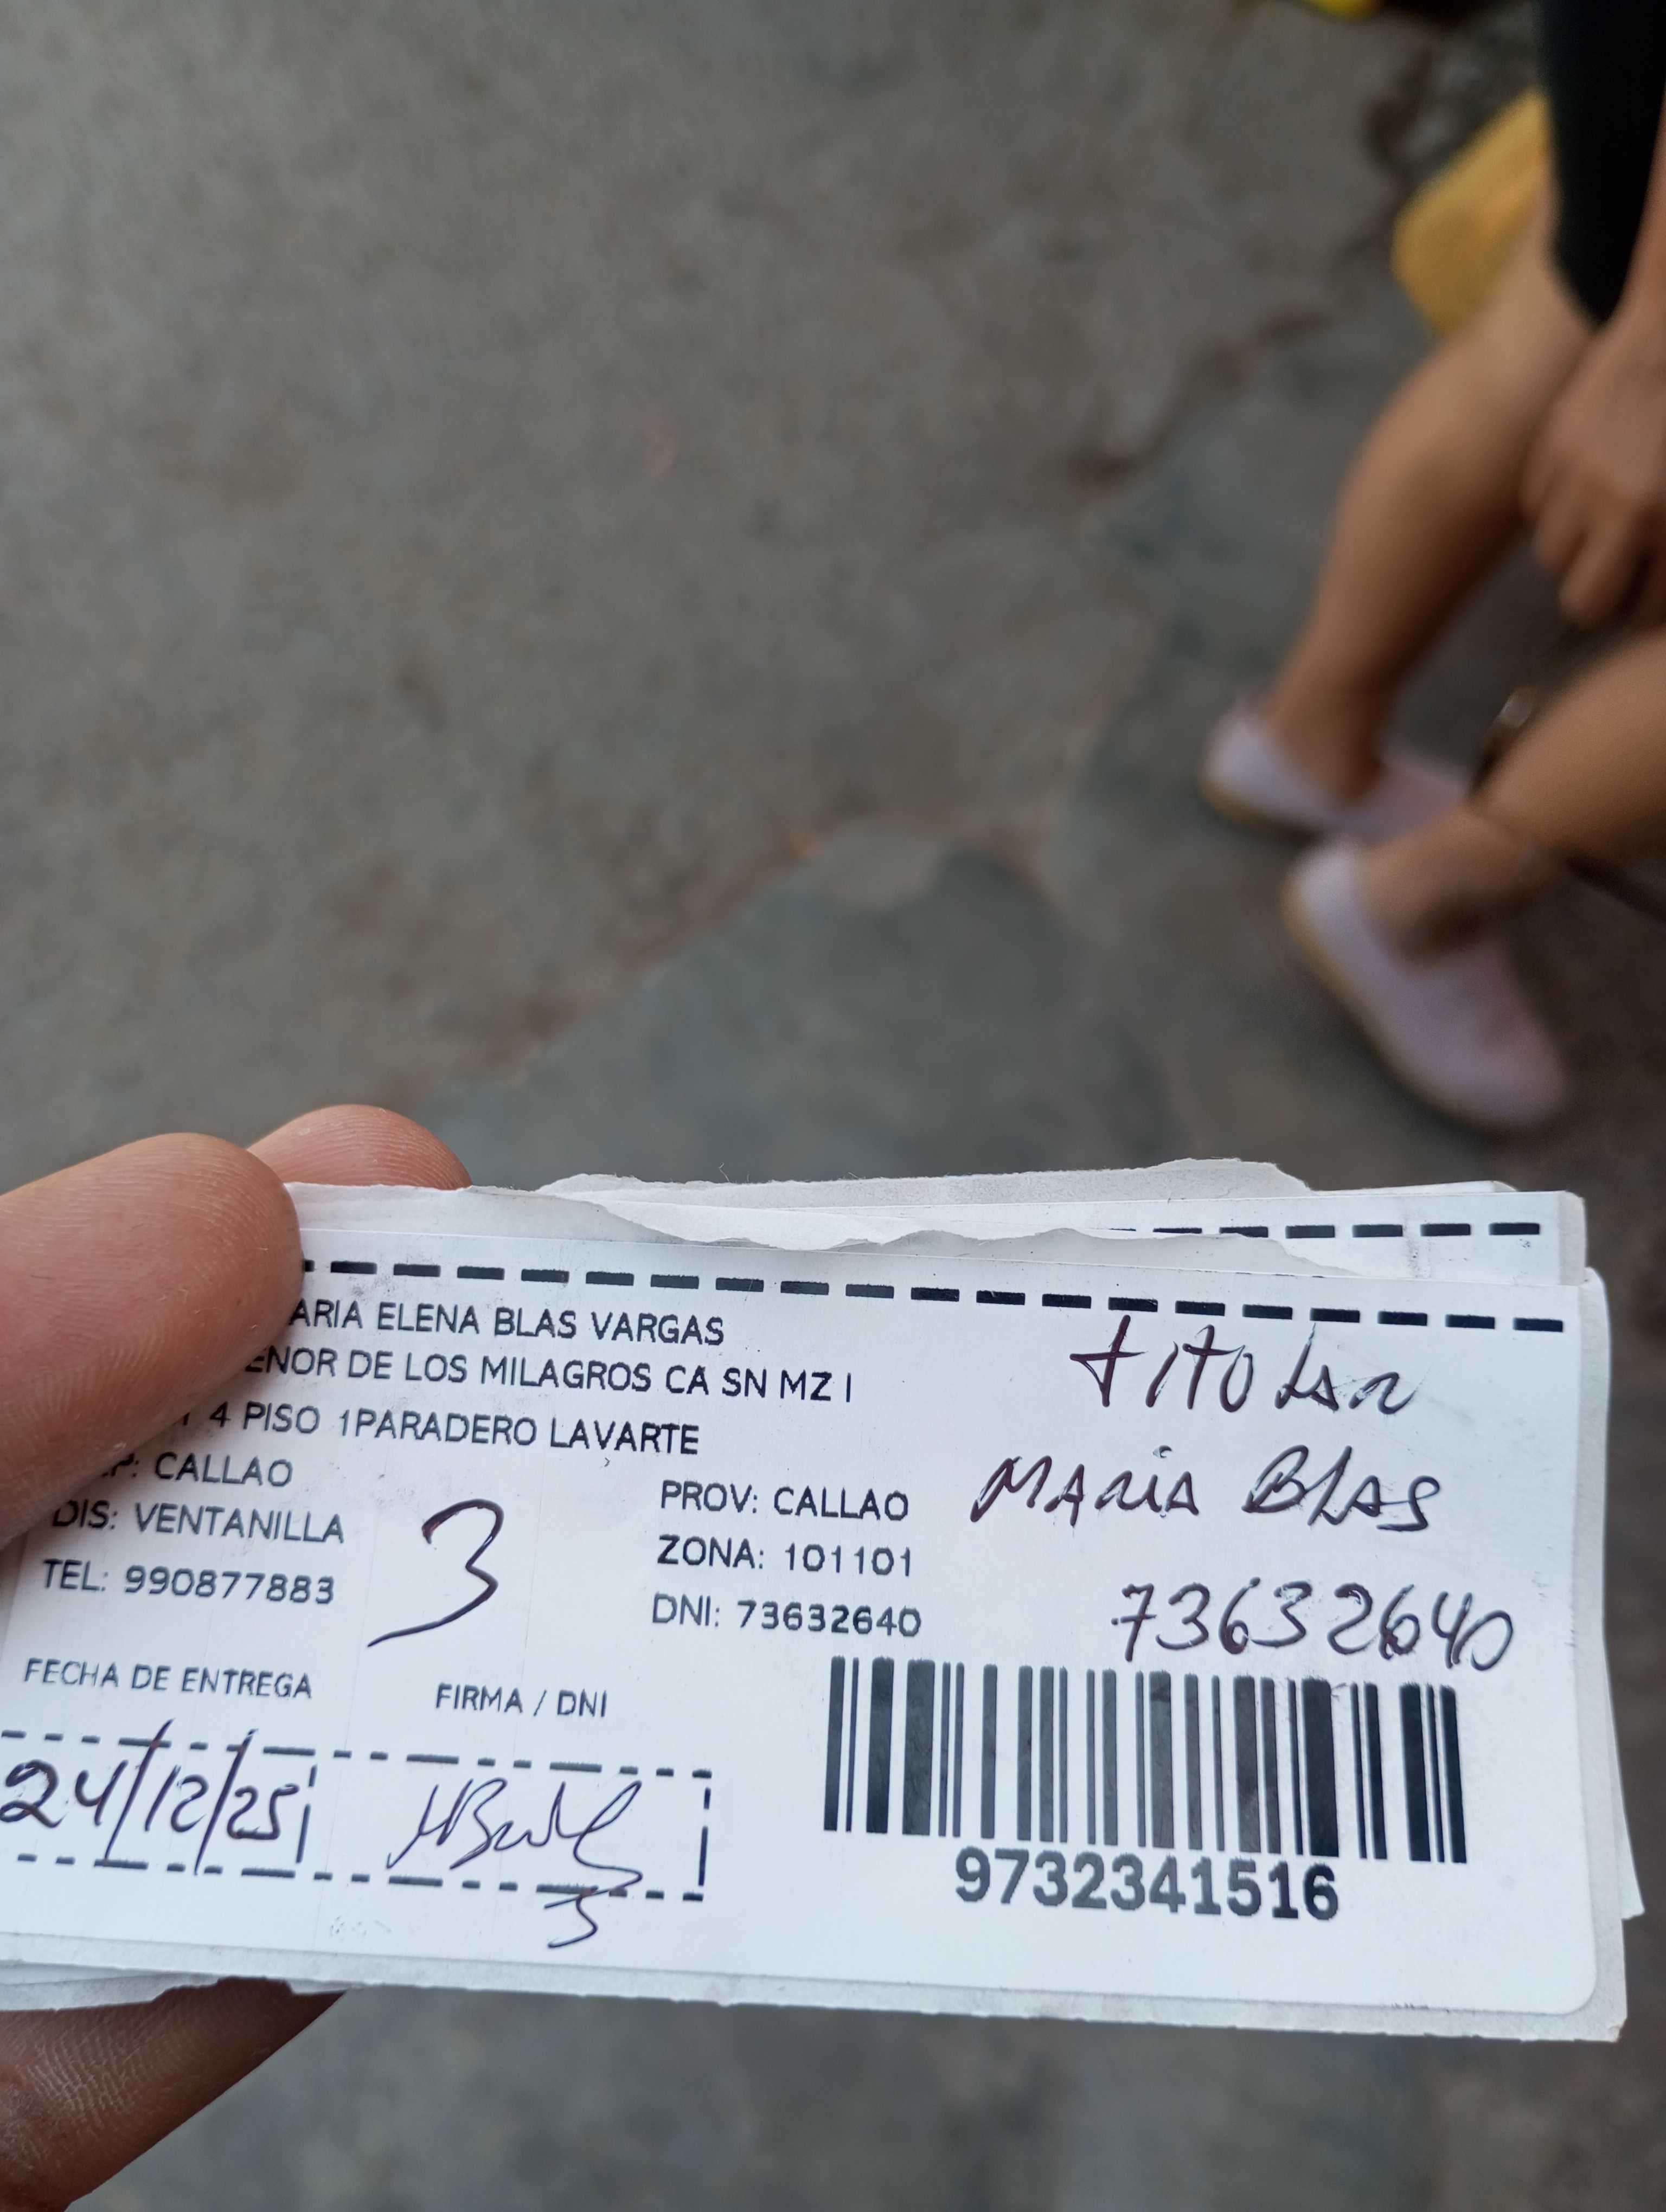 ARIA ELENA BLAS VARGAS
ENOR DE LOS MILAGROS CA SN MZ I
4 PISO 1PARADERO LAVARTE
P: CALLAO
DIS: VENTANILLA
TEL: 990877883
3
PROV: CALLAO
ZONA: 101101
DNI: 73632640
titolar
MARIA BLAS
73632640
FECHA DE ENTREGA
FIRMA / DNI
24/12/25
3
9732341516